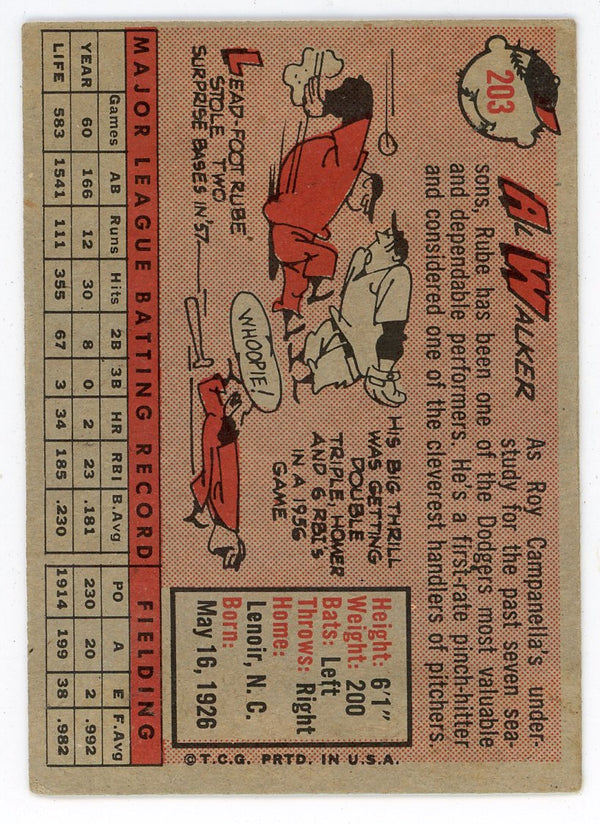 203
AL WALKER
As Roy Campanella's under-
study for the past seven sea-
sons, Rube has been one of the Dodgers most valuable
and dependable performers. He's a first-rate pinch-hitter
and considered one of the cleverest handlers of pitchers.
LEAD-FOOT RUBE'
STOLE TWO
SURPRISE BASES IN '57
WHOOPIE!
HIS BIG THRILL
WAS GETTING
DOUBLE
TRIPLE, HOMER
AND 6 RBI'S
IN A 1956
GAME
Height: 6'1"
Weight: 200
Bats: Left
Throws: Right
Home:
Lenoir, N. C.
Born:
May 16, 1926
©T.C.G. PRTD. IN U.S.A.
MAJOR LEAGUE BATTING RECORD FIELDING
Games AB Runs Hits 2B 3B HR RBI B.Avg PO A E F.Avg
YEAR 60 166 12 30 8 0 2 23 .181 230 20 2 .992
LIFE 583 1541 111 355 67 3 34 185 .230 1914 199 38 .982